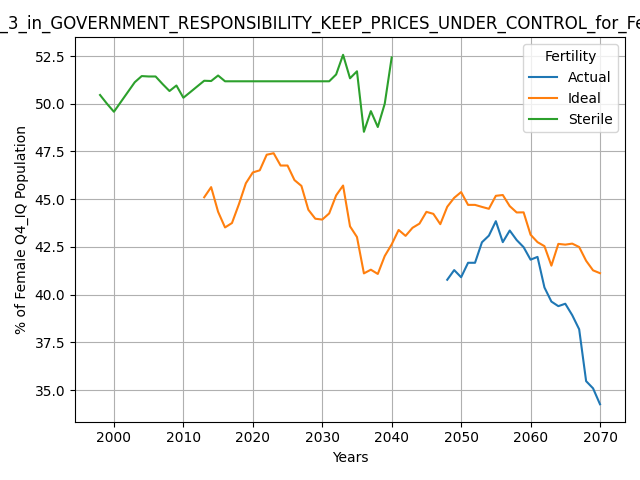 _3_in_GOVERNMENT_RESPONSIBILITY_KEEP_PRICES_UNDER_CONTROL_for_Fe
Fertility
Actual
Ideal
Sterile
% of Female Q4_IQ Population
52.5
50.0
47.5
45.0
42.5
40.0
37.5
35.0
2000 2010 2020 2030 2040 2050 2060 2070
Years